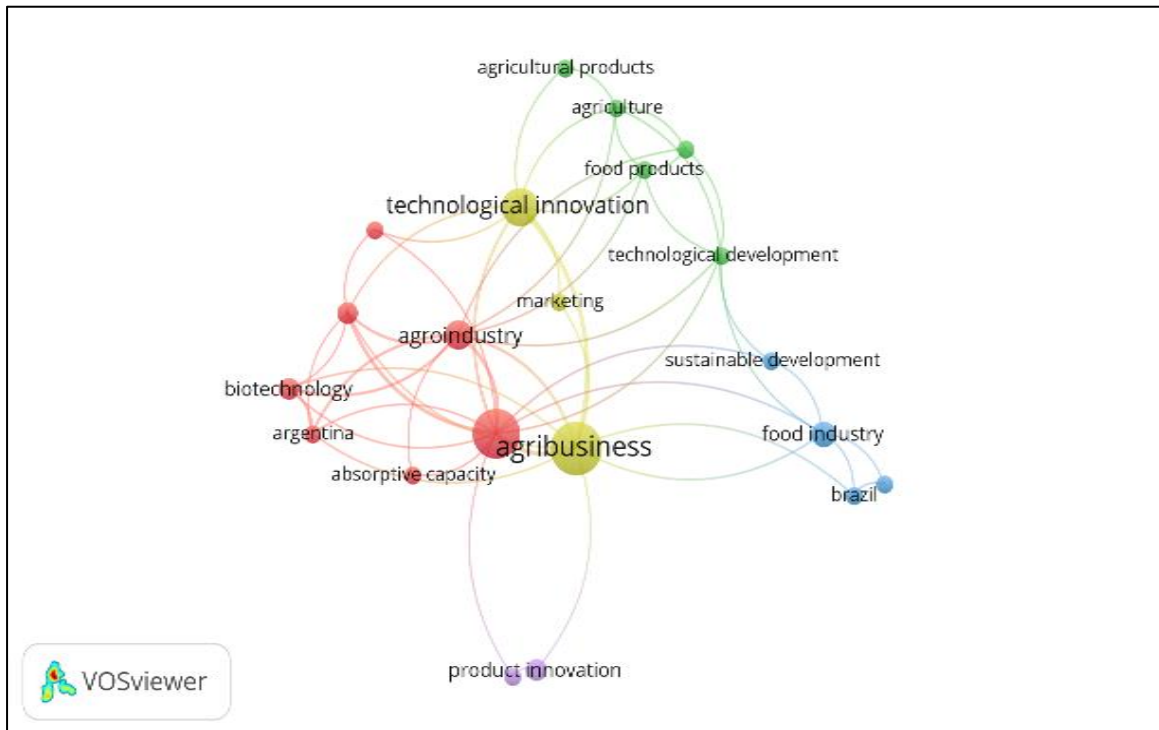 agricultural products
agriculture
food products
technological innovation
technological development
marketing
agroindustry
sustainable development
biotechnology
argentina
food industry
agribusiness
absorptive capacity
brazil
product innovation
VOSviewer